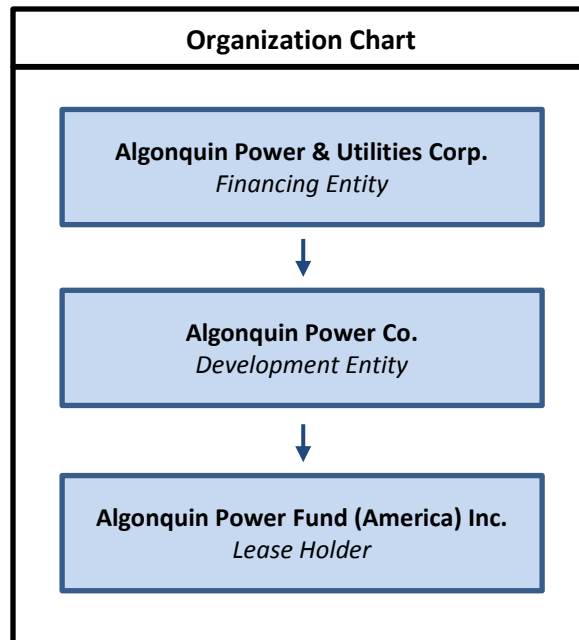 Organization Chart
Algonquin Power & Utilities Corp.
Financing Entity
Algonquin Power Co.
Development Entity
Algonquin Power Fund (America) Inc.
Lease Holder